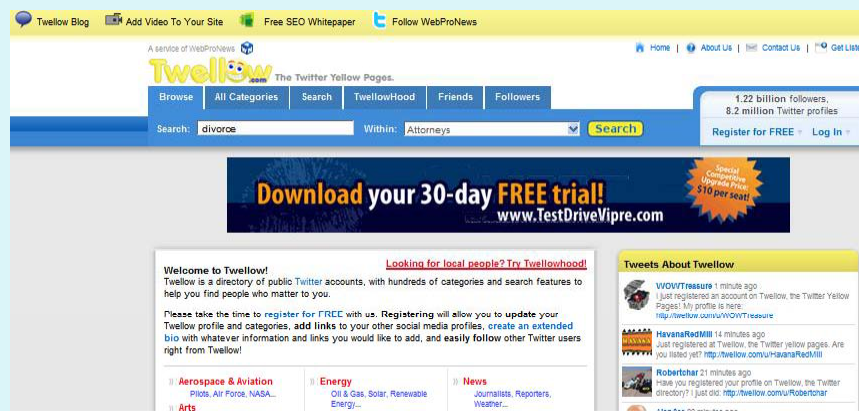 Twellow Blog Add Video To Your Site Free SEO Whitepaper Follow WebProNews
A service of WebProNews
Home | About Us | Contact Us | Get Liste
Twellow.com The Twitter Yellow Pages.
Browse All Categories Search TwellowHood Friends Followers
1.22 billion followers,
8.2 million Twitter profiles
Search: divorce Within: Attorneys Search
Register for FREE Log In
Special
Competitive
Upgrade Price:
$10 per seat!
Download your 30-day FREE trial!
www.TestDriveVipre.com
Looking for local people? Try Twellowhood!
Welcome to Twellow!
Twellow is a directory of public Twitter accounts, with hundreds of categories and search features to
help you find people who matter to you.
Please take the time to register for FREE with us. Registering will allow you to update your
Twellow profile and categories, add links to your other social media profiles, create an extended
bio with whatever information and links you would like to add, and easily follow other Twitter users
right from Twellow!
Aerospace & Aviation
Pilots, Air Force, NASA...
Arts
Energy
Oil & Gas, Solar, Renewable
Energy...
News
Journalists, Reporters,
Weather...
Tweets About Twellow
WOWTreasure 1 minute ago
I just registered an account on Twellow, the Twitter Yellow
Pages! My profile is here:
http://twellow.com/u/WOWTreasure
HavanaRedMill 14 minutes ago
Just registered at Twellow, the Twitter yellow pages. Are
you listed yet? http://twellow.com/u/HavanaRedMill
Robertchar 21 minutes ago
Have you registered your profile on Twellow, the Twitter
directory? I just did: http://twellow.com/u/Robertchar